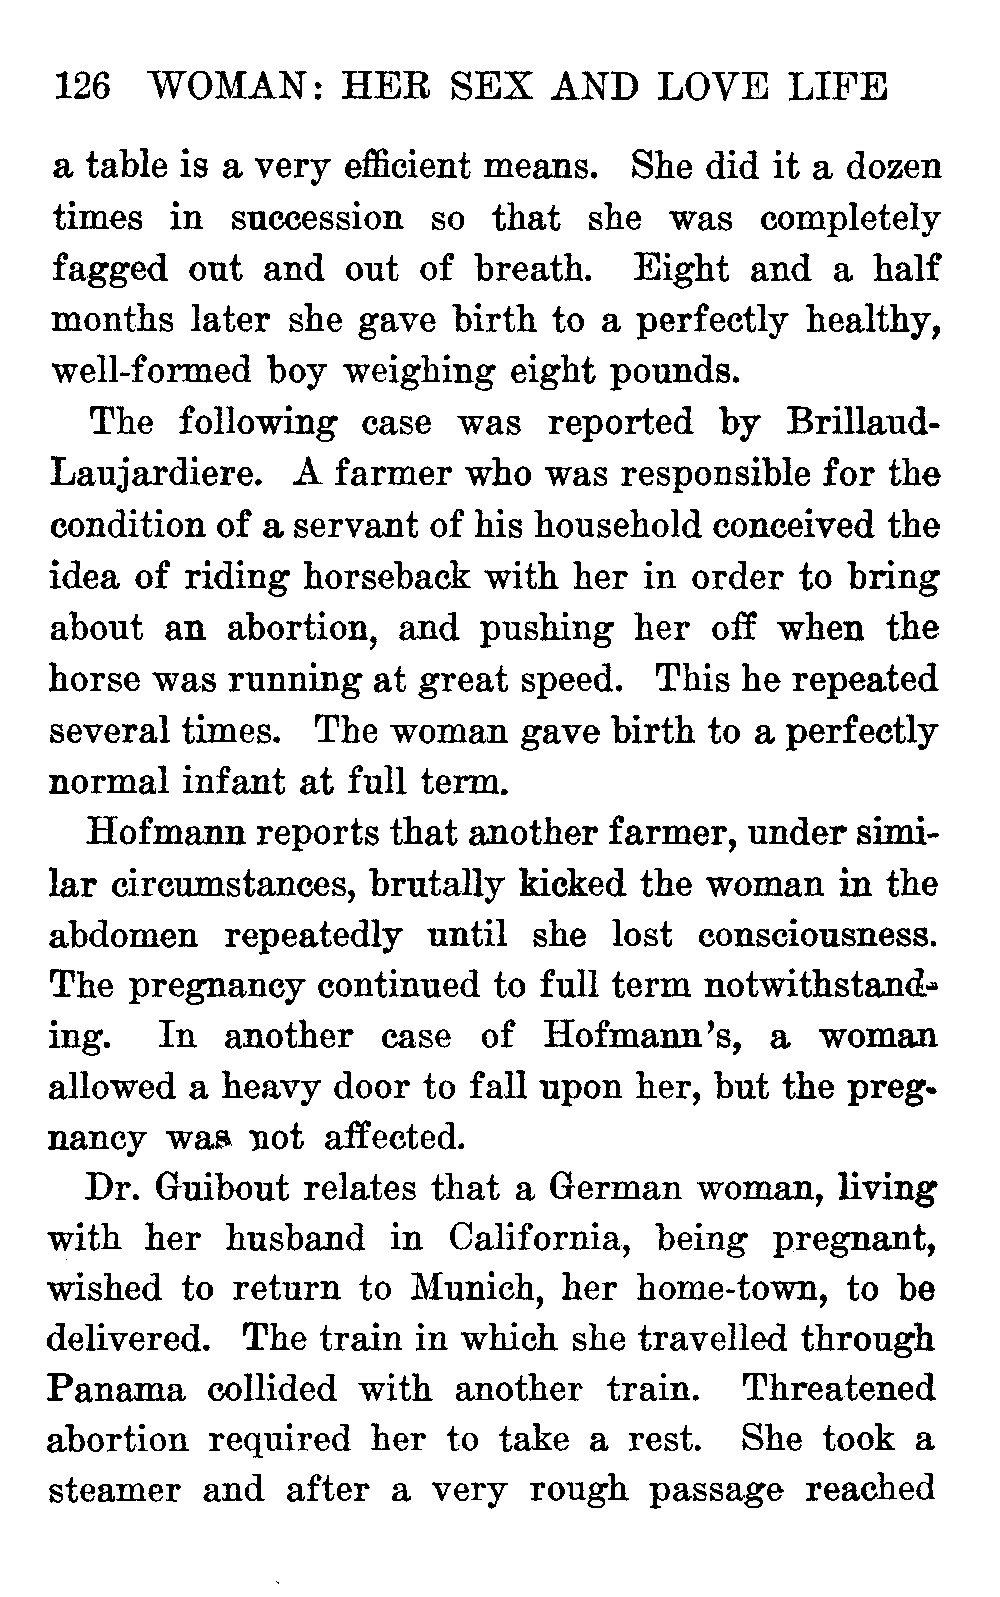 126 WOMAN: HER SEX AND LOVE LIFE
a table is a very efficient means. She did it a dozen
times in succession so that she was completely
fagged out and out of breath. Eight and a half
months later she gave birth to a perfectly healthy,
well-formed boy weighing eight pounds.
The following case was reported by Brillaud-
Laujardiere. A farmer who was responsible for the
condition of a servant of his household conceived the
idea of riding horseback with her in order to bring
about an abortion, and pushing her off when the
horse was running at great speed. This he repeated
several times. The woman gave birth to a perfectly
normal infant at full term.
Hofmann reports that another farmer, under simi-
lar circumstances, brutally kicked the woman in the
abdomen repeatedly until she lost consciousness.
The pregnancy continued to full term notwithstand-
ing. In another case of Hofmann's, a woman
allowed a heavy door to fall upon her, but the preg-
nancy was not affected.
Dr. Guibout relates that a German woman, living
with her husband in California, being pregnant,
wished to return to Munich, her home-town, to be
delivered. The train in which she travelled through
Panama collided with another train. Threatened
abortion required her to take a rest. She took a
steamer and after a very rough passage reached